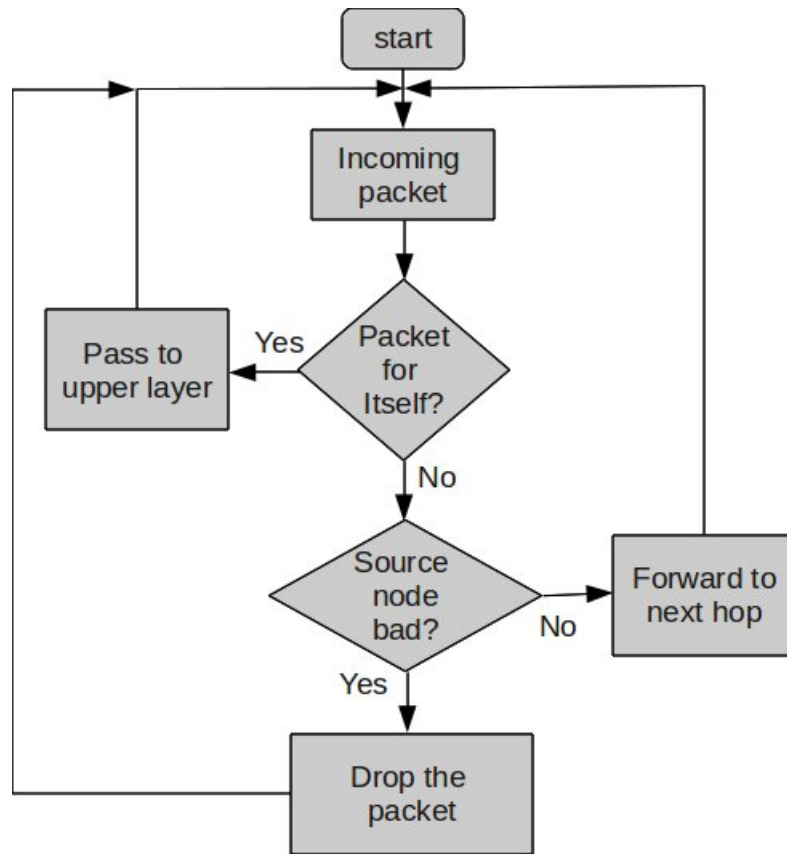 start
Incoming
packet
Packet
for
Itself?
Yes
Pass to
upper layer
No
Source
node
bad?
No
Forward to
next hop
Yes
Drop the
packet